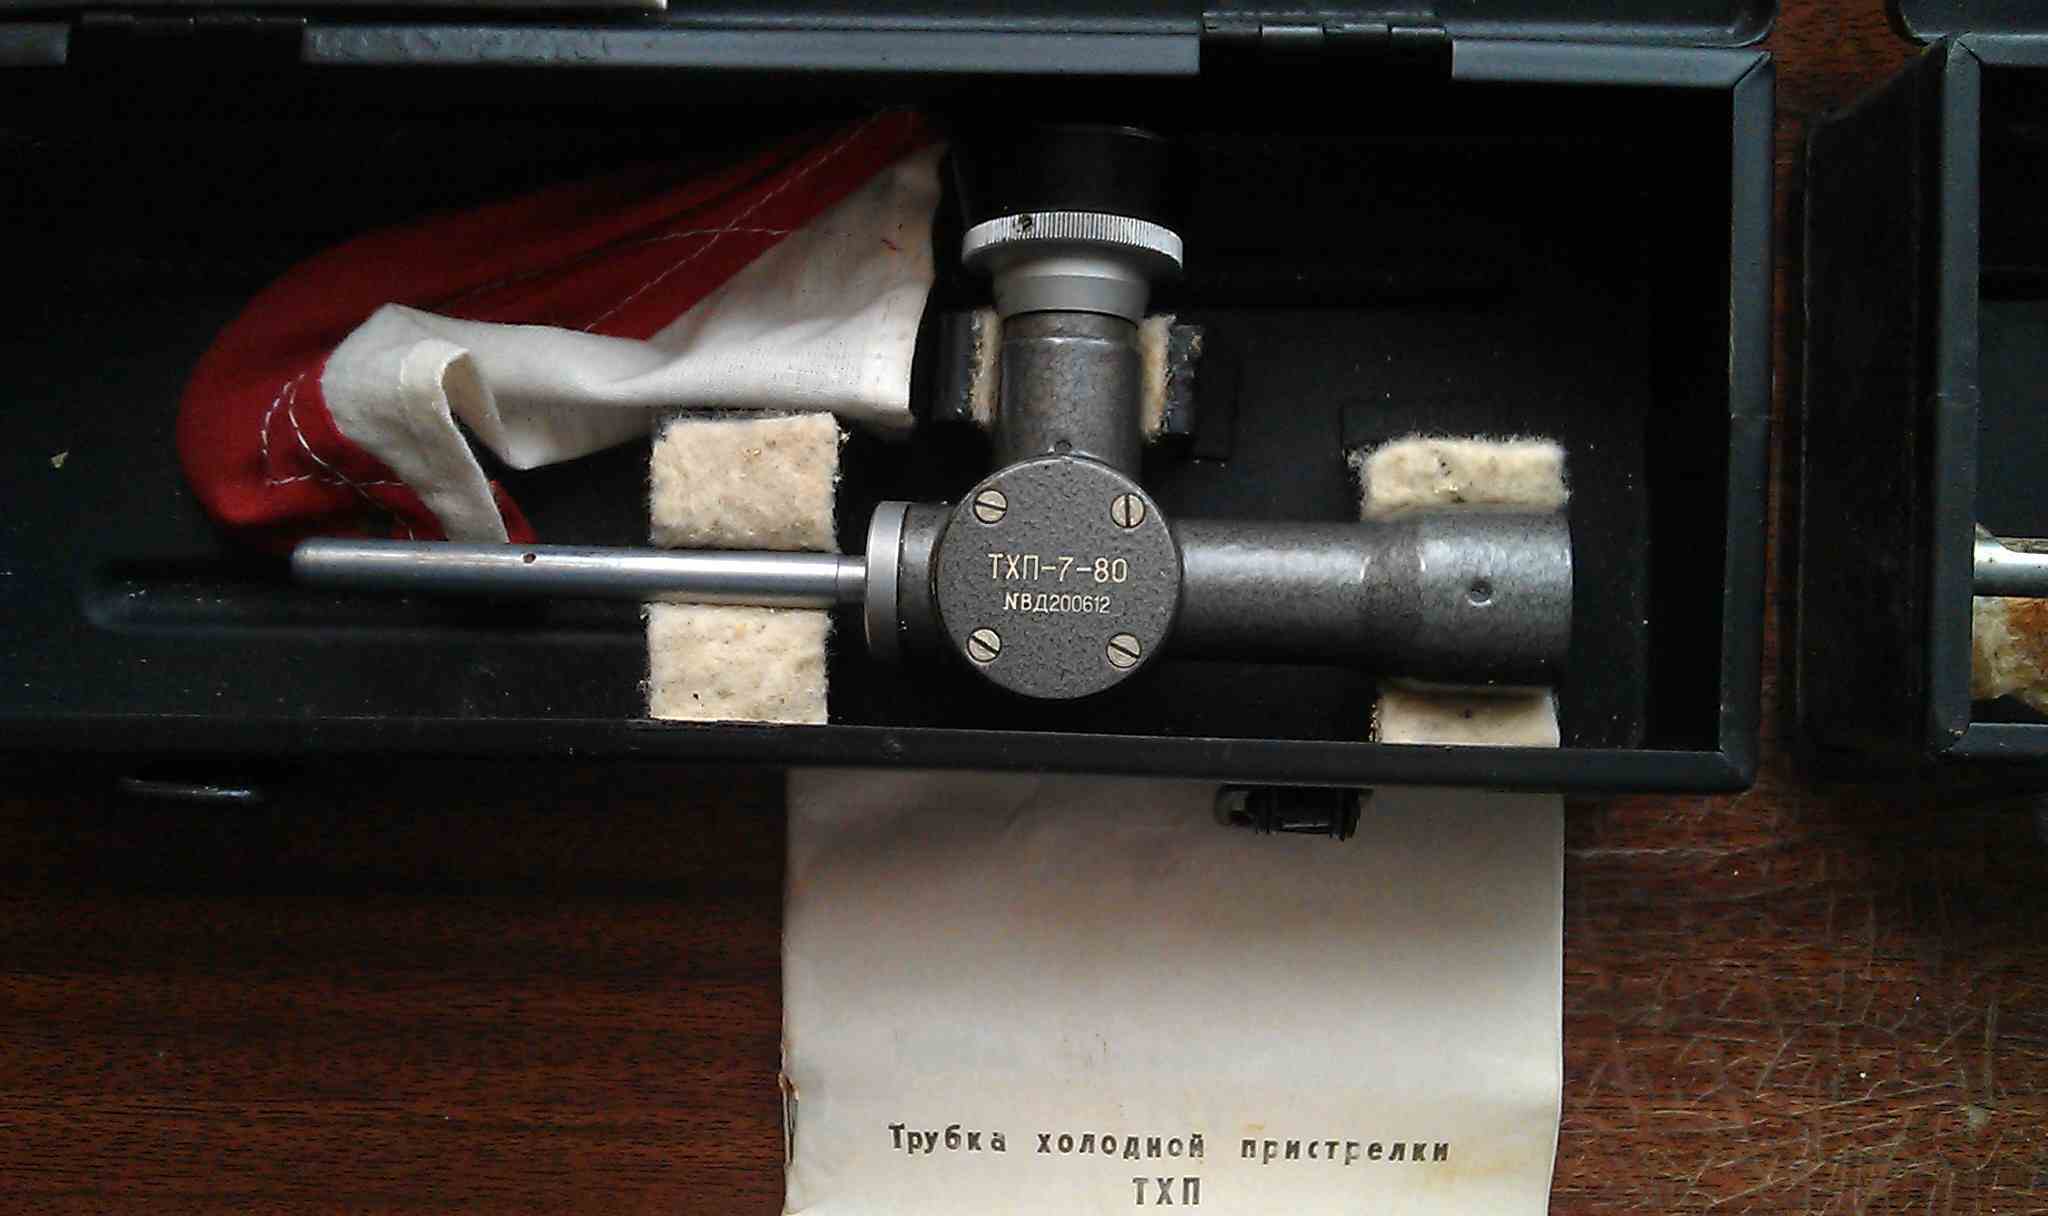 ТХП-7-80
№ВД200612
Трубка холодной пристрелки
ТХП